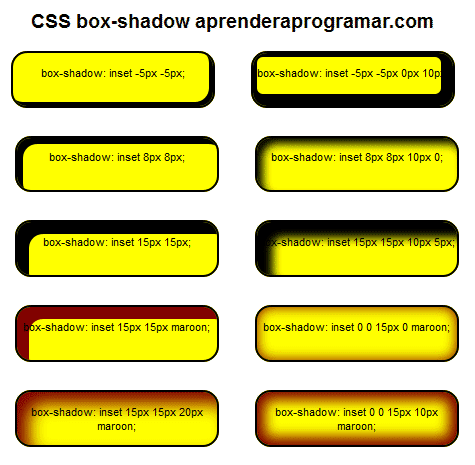 CSS box-shadow aprenderaprogramar.com
box-shadow: inset -5px -5px;
box-shadow: inset -5px -5px 0px 10px
box-shadow: inset 8px 8px;
box-shadow: inset 8px 8px 10px 0;
box-shadow: inset 15px 15px;
box-shadow: inset 15px 15px 10px 5px;
box-shadow: inset 15px 15px maroon;
box-shadow: inset 0 0 15px 0 maroon;
box-shadow: inset 15px 15px 20px
maroon;
box-shadow: inset 0 0 15px 10px
maroon;